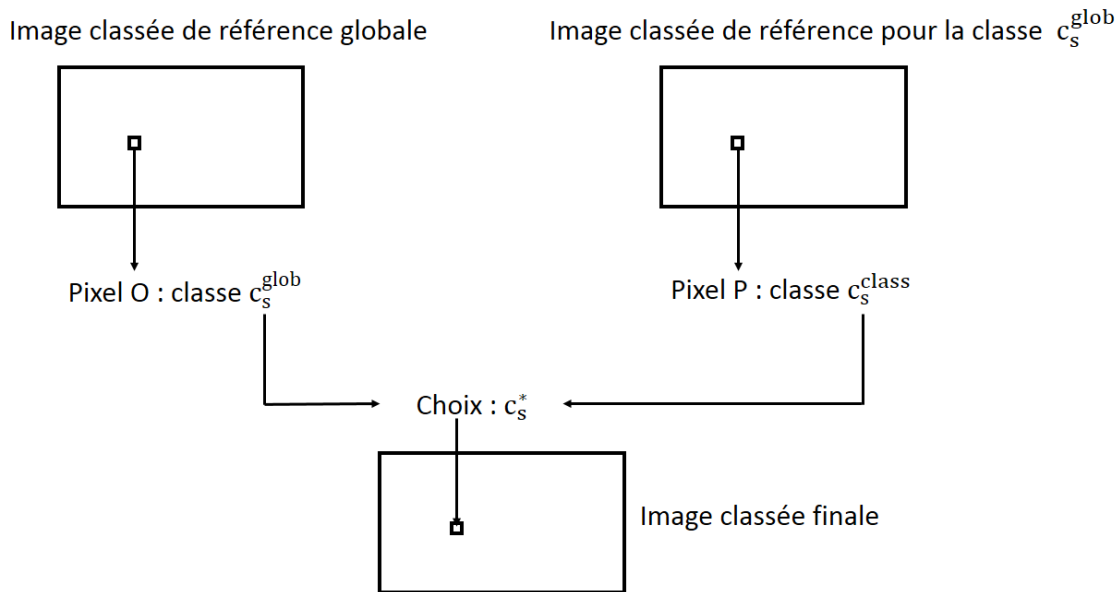 Image classée de référence globale
Image classée de référence pour la classe c_s^glob
Pixel O : classe c_s^glob
Pixel P : classe c_s^class
Choix : c_s^*
Image classée finale